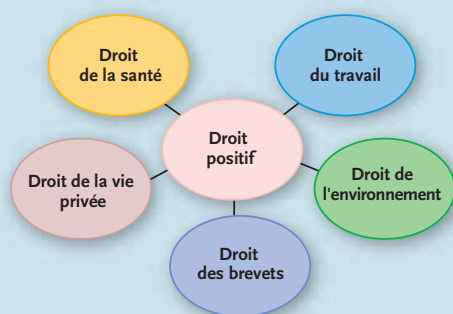 Droit
de la santé
Droit
du travail
Droit
positif
Droit de la vie
privée
Droit de
l'environnement
Droit
des brevets